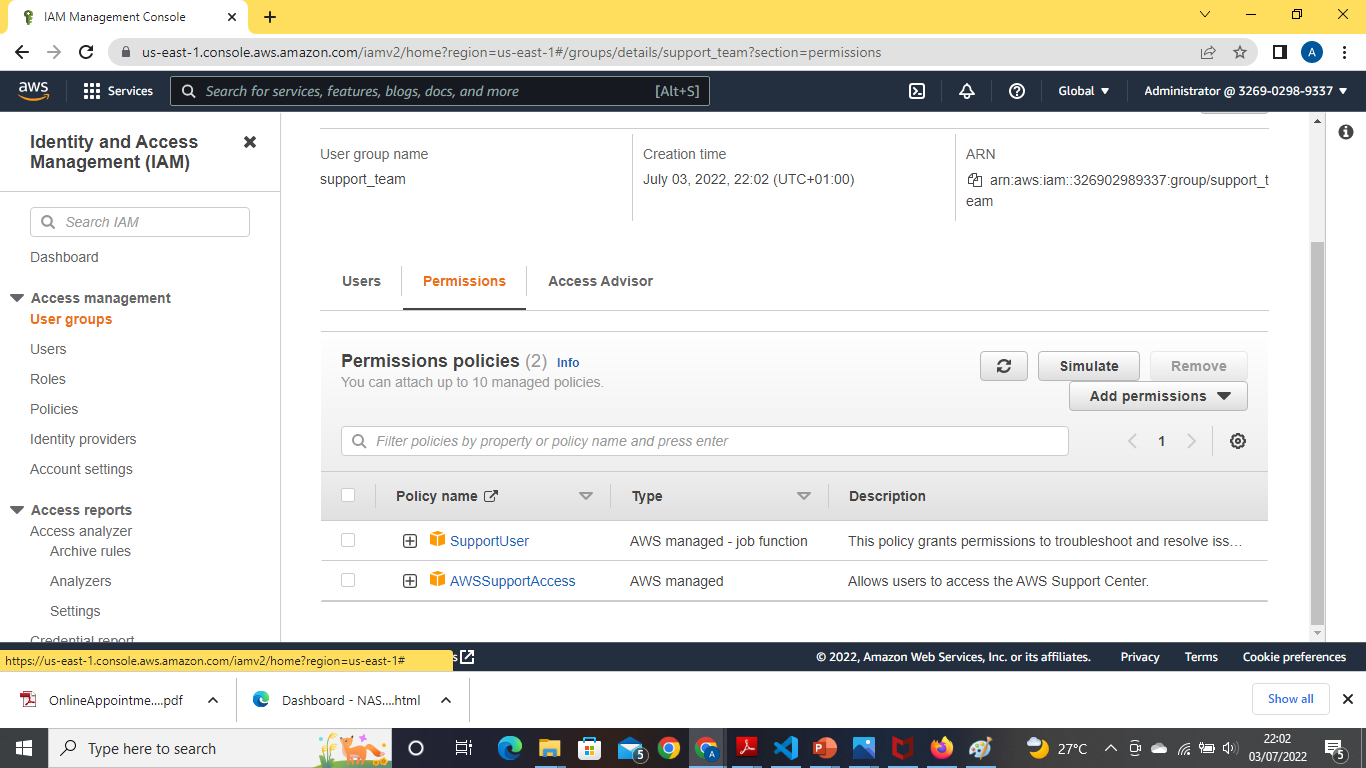 IAM Management Console
us-east-1.console.aws.amazon.com/iamv2/home?region=us-east-1#/groups/details/support_team?section=permissions
A
aws
Services
Search for services, features, blogs, docs, and more
[Alt+S]
Global
Administrator @ 3269-0298-9337
Identity and Access
Management (IAM)
Search IAM
Dashboard
Access management
User groups
Users
Roles
Policies
Identity providers
Account settings
Access reports
Access analyzer
Archive rules
Analyzers
Settings
Credential report
User group name
support_team
Creation time
July 03, 2022, 22:02 (UTC+01:00)
ARN
arn:aws:iam::326902989337:group/support_t
eam
Users
Permissions
Access Advisor
Permissions policies (2) Info
You can attach up to 10 managed policies.
Simulate
Remove
Add permissions
Filter policies by property or policy name and press enter
1
Policy name
Type
Description
SupportUser
AWS managed - job function
This policy grants permissions to troubleshoot and resolve iss…
AWSSupportAccess
AWS managed
Allows users to access the AWS Support Center.
https://us-east-1.console.aws.amazon.com/iamv2/home?region=us-east-1#
s
© 2022, Amazon Web Services, Inc. or its affiliates.
Privacy
Terms
Cookie preferences
OnlineAppointme....pdf
Dashboard - NAS....html
Show all
Type here to search
5
A
27°C
22:02
03/07/2022
5